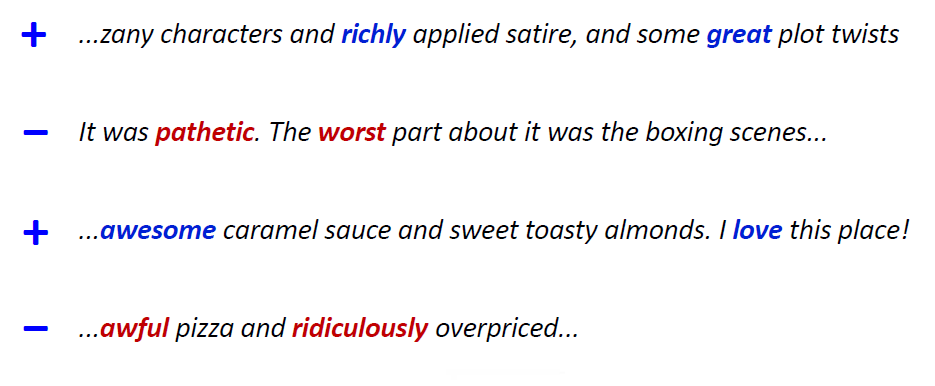 + ...zany characters and richly applied satire, and some great plot twists
− It was pathetic. The worst part about it was the boxing scenes...
+ ...awesome caramel sauce and sweet toasty almonds. I love this place!
− ...awful pizza and ridiculously overpriced...